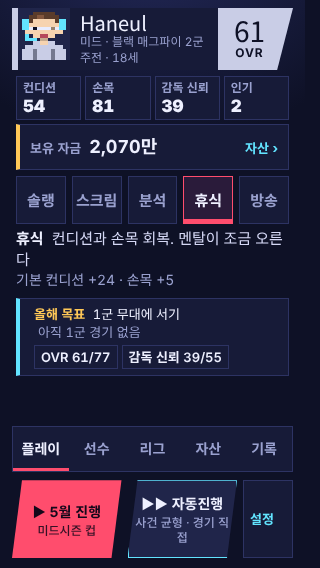 Haneul
미드 · 블랙 매그파이 2군
주전 · 18세
61
OVR
컨디션
54
손목
81
감독 신뢰
39
인기
2
보유 자금 2,070만
자산 ›
솔랭
스크림
분석
휴식
방송
휴식 컨디션과 손목 회복. 멘탈이 조금 오른
다
기본 컨디션 +24 · 손목 +5
올해 목표 1군 무대에 서기
아직 1군 경기 없음
OVR 61/77
감독 신뢰 39/55
플레이
선수
리그
자산
기록
▶ 5월 진행
미드시즌 컵
▶▶ 자동진행
사건 균형 · 경기 직
접
설정